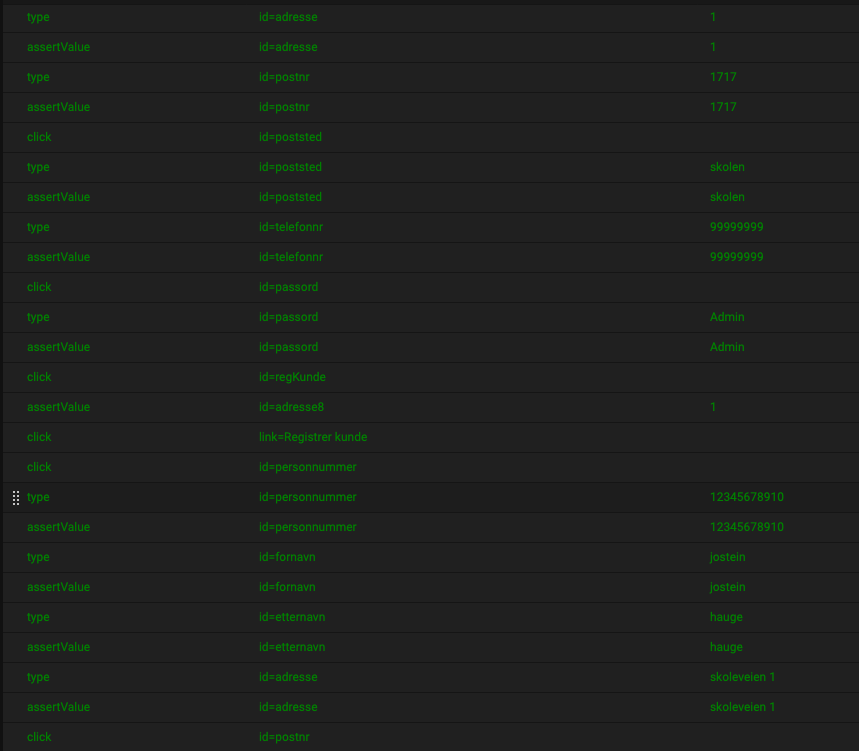 type id=adresse 1
assertValue id=adresse 1
type id=postnr 1717
assertValue id=postnr 1717
click id=poststed
type id=poststed skolen
assertValue id=poststed skolen
type id=telefonnr 99999999
assertValue id=telefonnr 99999999
click id=passord
type id=passord Admin
assertValue id=passord Admin
click id=regKunde
assertValue id=adresse8 1
click link=Registrer kunde
click id=personnummer
type id=personnummer 12345678910
assertValue id=personnummer 12345678910
type id=fornavn jostein
assertValue id=fornavn jostein
type id=etternavn hauge
assertValue id=etternavn hauge
type id=adresse skoleveien 1
assertValue id=adresse skoleveien 1
click id=postnr